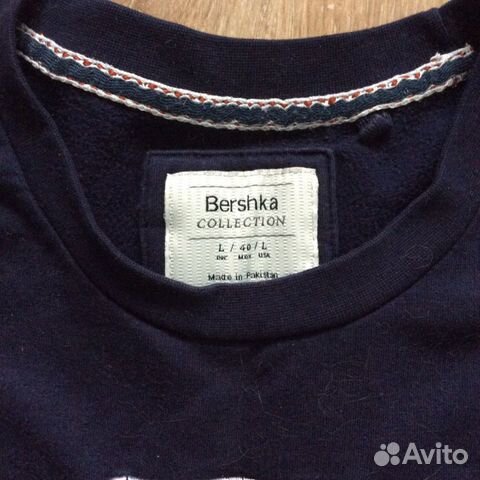 Bershka
COLLECTION
L / 40 / L
EUR MEX USA
Made in Pakistan
Avito